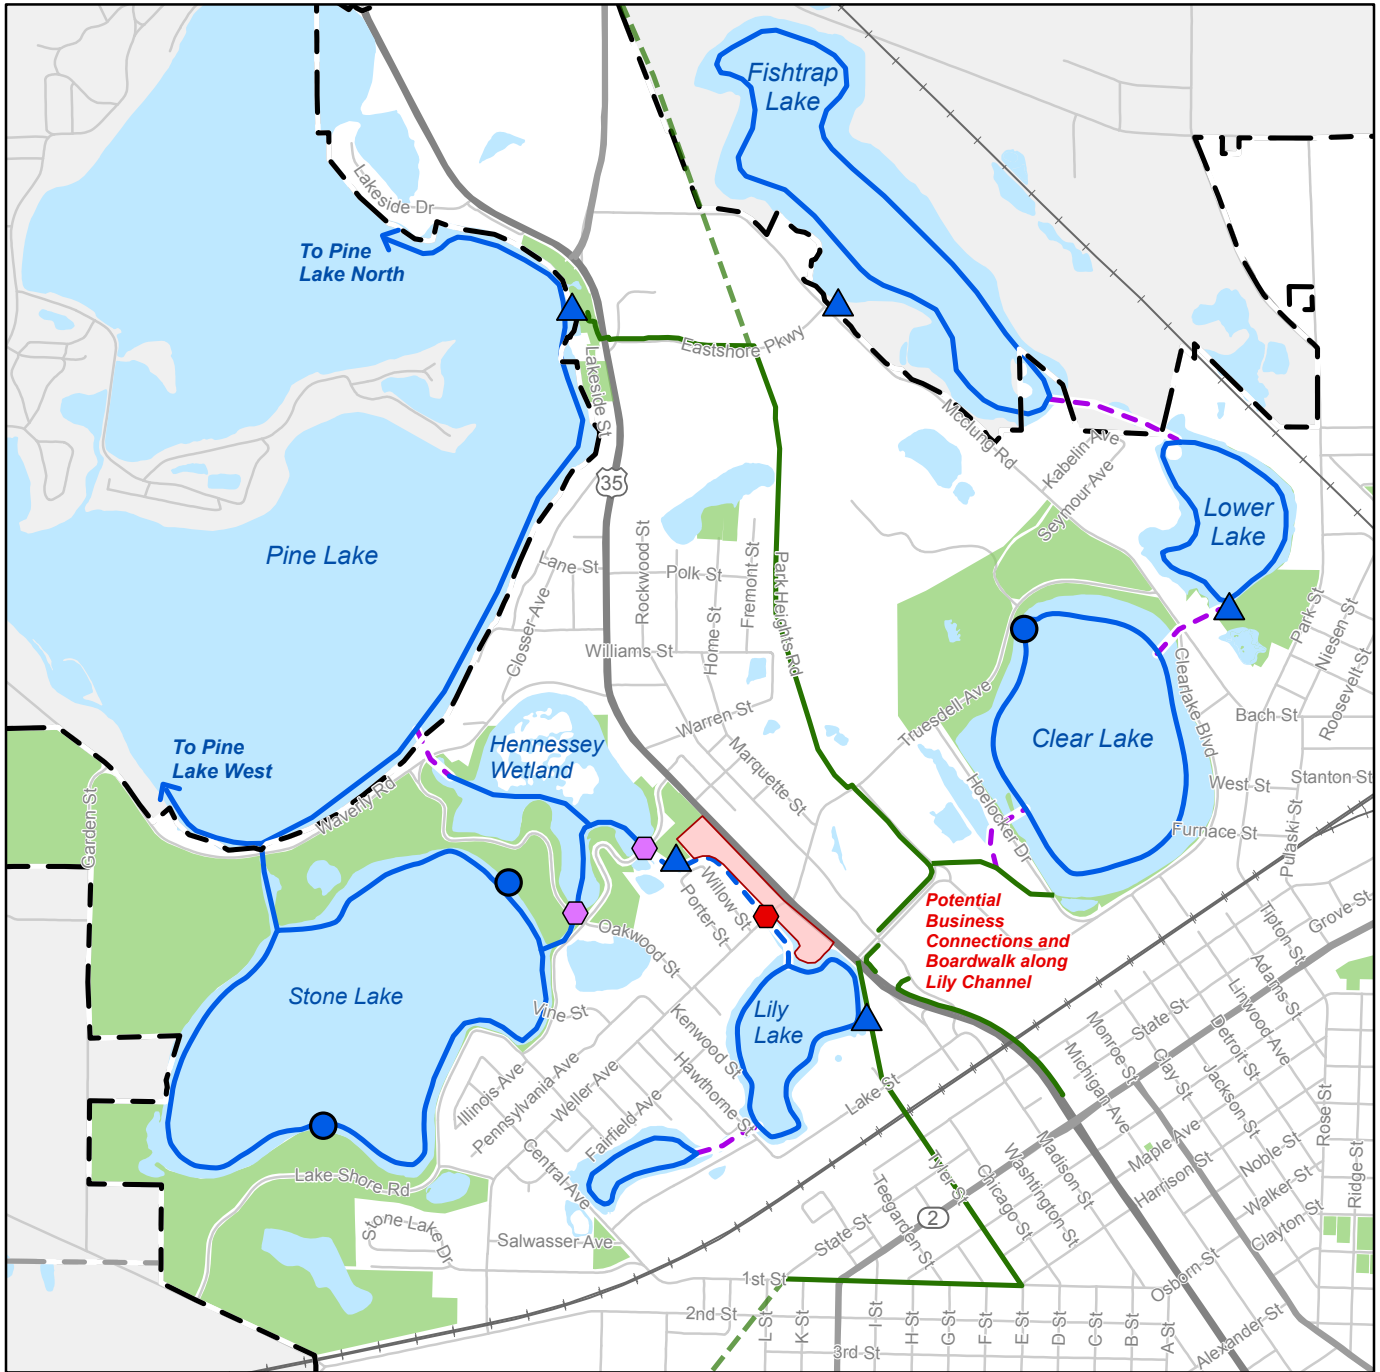 Fishtrap
Lake
Lakeside Dr
To Pine
Lake North
Eastshore Pkwy
Lakeside St
Mcclung Rd
Kabelin Ave
Seymour Ave
35
Lower
Lake
Pine Lake
Lane St
Rockwood St
Polk St
Fremont St
Home St
Park Heights Rd
Closser Ave
Williams St
Park St
Niesen St
Roosevelt St
Clearlake Blvd
Truesdell Ave
Warren St
Bach St
Hennessey
Wetland
Clear Lake
To Pine
Lake West
Marquette St
Hoelocker Dr
West St
Stanton St
Garden St
Waverly Rd
Furnace St
Pulaski St
Willow St
Porter St
Potential
Business
Connections and
Boardwalk along
Lily Channel
Tipton St
Grove St
Oakwood St
Adams St
Linwood Ave
Stone Lake
Vine St
Lily
Lake
Kenwood St
Hawthorne St
State St
Monroe St
Detroit St
Michigan Ave
Clay St
Jackson St
Illinois Ave
Pennsylvania Ave
Weller Ave
Fairfield Ave
Lake St
Rose St
Ridge St
Central Ave
Maple Ave
Harrison St
Noble St
Madison St
Washtington St
Chicago St
Walker St
Clayton St
Lake Shore Rd
Tyler St
Teegarden St
2
Stone Lake Dr
Salwasser Ave
State St
Osborn St
1st St
2nd St
3rd St
L St
K St
I St
H St
G St
F St
E St
D St
C St
B St
A St
Alexander St